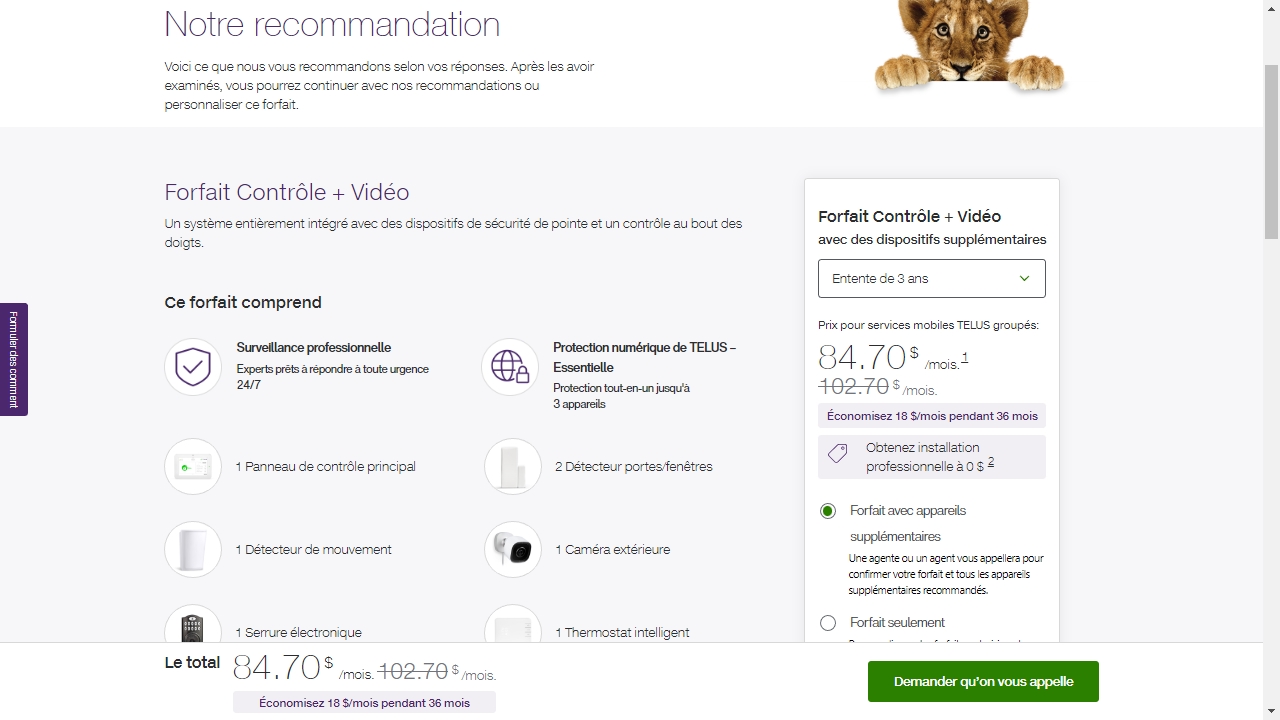 Notre recommandation
Voici ce que nous vous recommandons selon vos réponses. Après les avoir
examinés, vous pourrez continuer avec nos recommandations ou
personnaliser ce forfait.
Forfait Contrôle + Vidéo
Un système entièrement intégré avec des dispositifs de sécurité de pointe et un contrôle au bout des
doigts.
Ce forfait comprend
Surveillance professionnelle
Experts prêts à répondre à toute urgence
24/7
Protection numérique de TELUS –
Essentielle
Protection tout-en-un jusqu'à
3 appareils
1 Panneau de contrôle principal
2 Détecteur portes/fenêtres
1 Détecteur de mouvement
1 Caméra extérieure
1 Serrure électronique
1 Thermostat intelligent
Forfait Contrôle + Vidéo
avec des dispositifs supplémentaires
Entente de 3 ans
Prix pour services mobiles TELUS groupés:
84.70 $ /mois. 1
102.70 $ /mois.
Économisez 18 $/mois pendant 36 mois
Obtenez installation
professionnelle à 0 $ 2
Forfait avec appareils
supplémentaires
Une agente ou un agent vous appellera pour
confirmer votre forfait et tous les appareils
supplémentaires recommandés.
Forfait seulement
Formuler des comment
Le total 84.70 $ /mois. 102.70 $ /mois.
Économisez 18 $/mois pendant 36 mois
Demander qu'on vous appelle